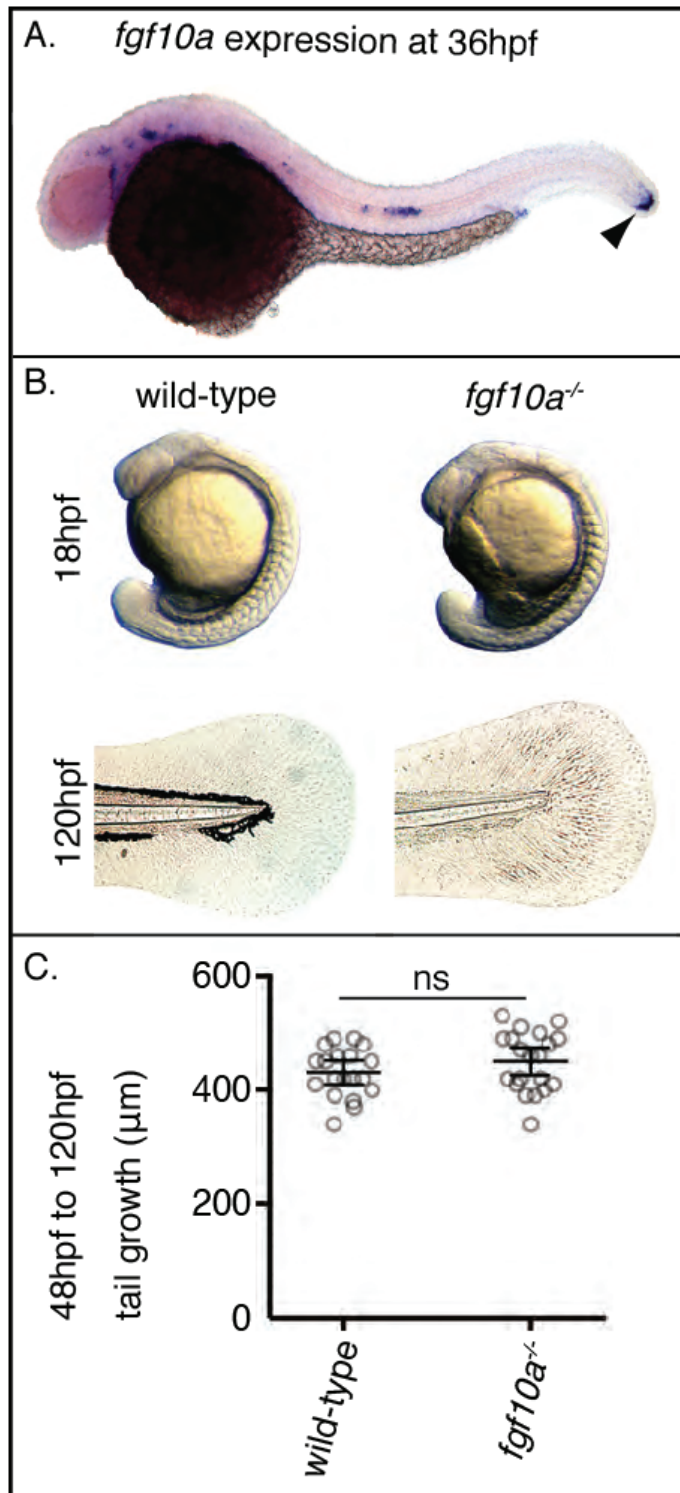 A. fgf10a expression at 36hpf
B.
wild-type fgf10a-/-
18hpf
120hpf
C.
600
400
200
0
ns
48hpf to 120hpf
tail growth (µm)
wild-type
fgf10a-/-